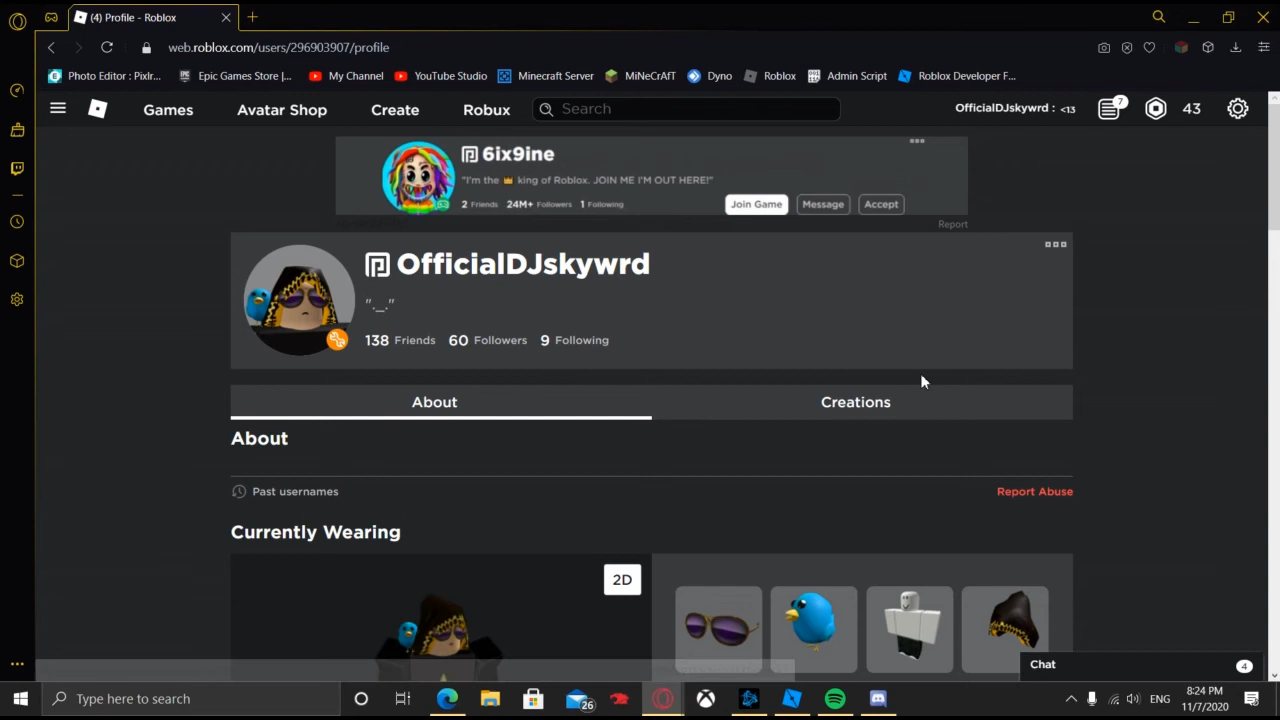 (4) Profile - Roblox
web.roblox.com/users/296903907/profile
Photo Editor : Pixlr... Epic Games Store |... My Channel YouTube Studio Minecraft Server MiNeCrAfT Dyno Roblox Admin Script Roblox Developer F...
Games Avatar Shop Create Robux Search OfficialDJskywrd : <13 7 43
6ix9ine
"I'm the 👑 king of Roblox. JOIN ME I'M OUT HERE!"
2 Friends 24M+ Followers 1 Following Join Game Message Accept
Report
OfficialDJskywrd
"._."
138 Friends 60 Followers 9 Following
About Creations
About
Past usernames Report Abuse
Currently Wearing
2D
Chat 4
Type here to search 26 ENG 8:24 PM
11/7/2020